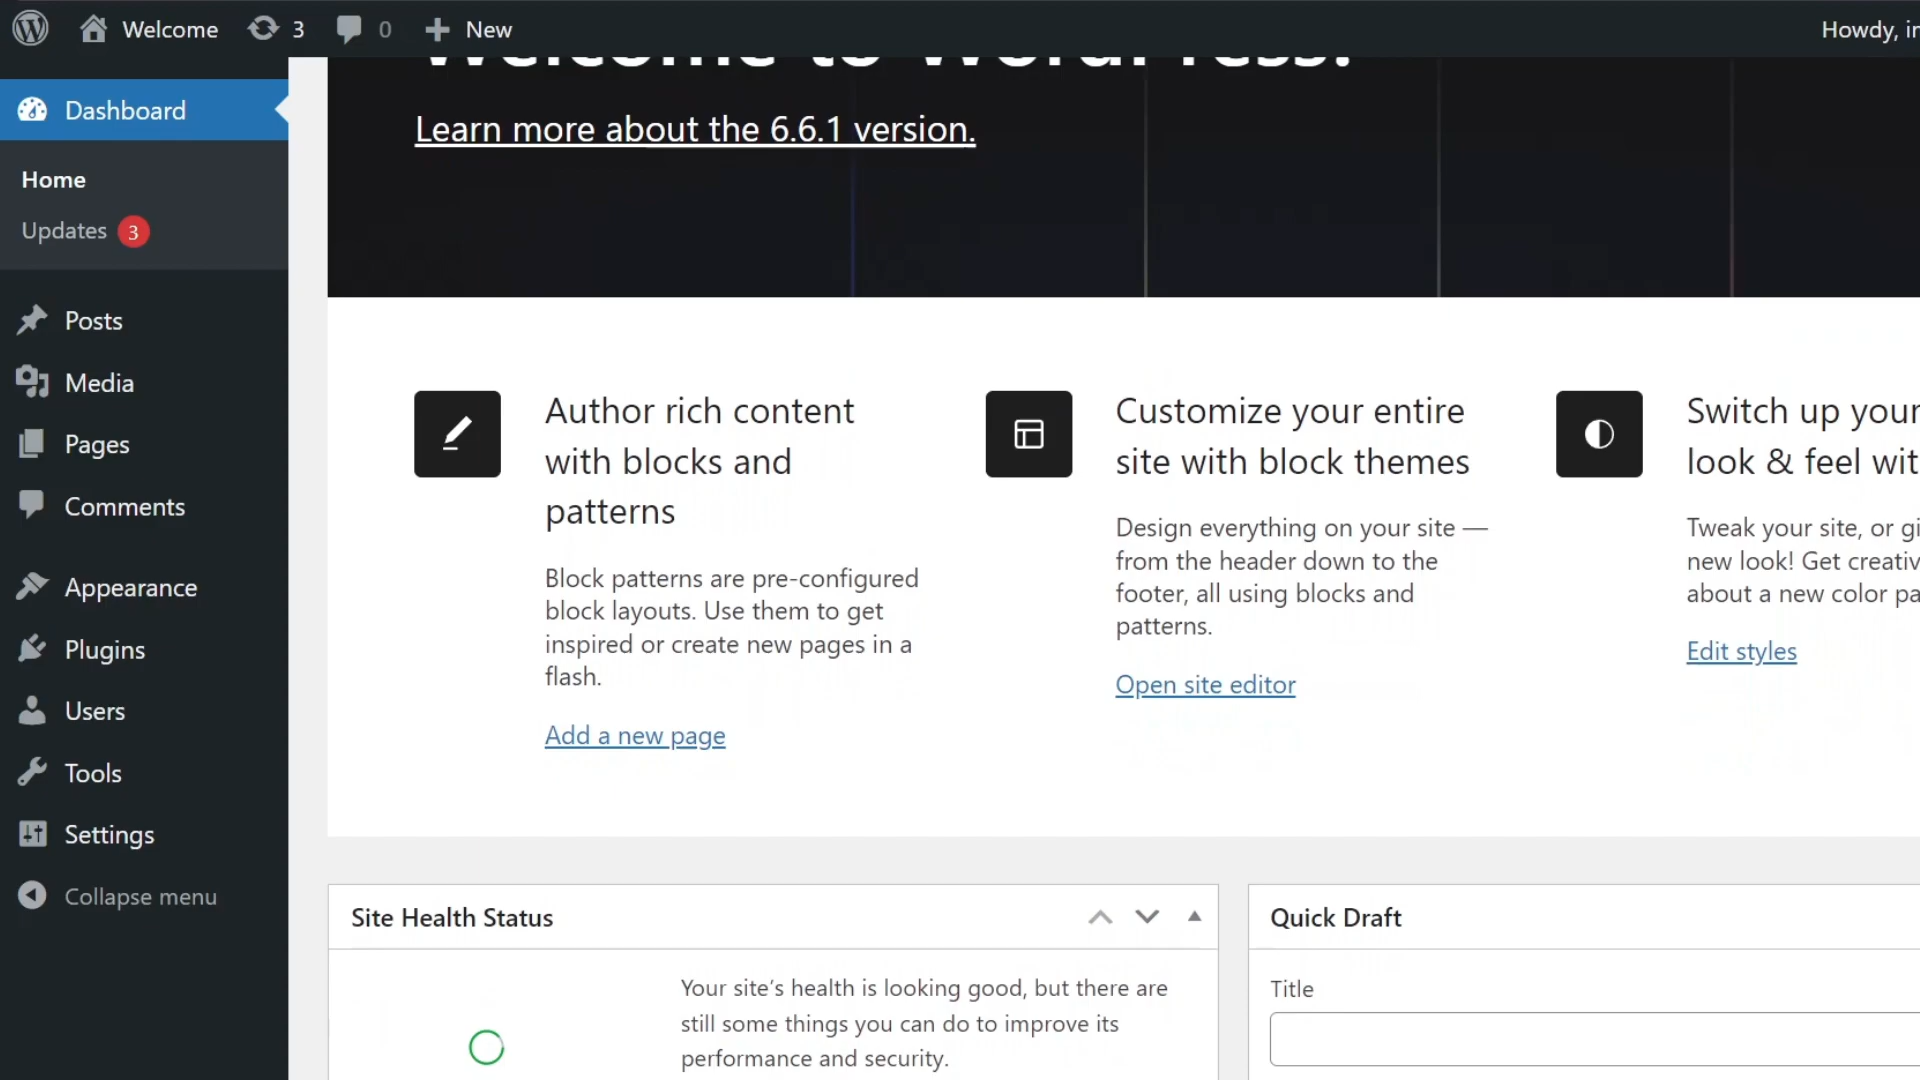 Welcome 3 0 + New Howdy,
Welcome to WordPress!
Learn more about the 6.6.1 version.
Dashboard
Home
Updates 3
Posts
Media
Pages
Comments
Appearance
Plugins
Users
Tools
Settings
Collapse menu
Author rich content
with blocks and
patterns
Block patterns are pre-configured
block layouts. Use them to get
inspired or create new pages in a
flash.
Add a new page
Customize your entire
site with block themes
Design everything on your site —
from the header down to the
footer, all using blocks and
patterns.
Open site editor
Switch up your
look & feel wit
Tweak your site, or gi
new look! Get creativ
about a new color pa
Edit styles
Site Health Status
Your site’s health is looking good, but there are
still some things you can do to improve its
performance and security.
Quick Draft
Title